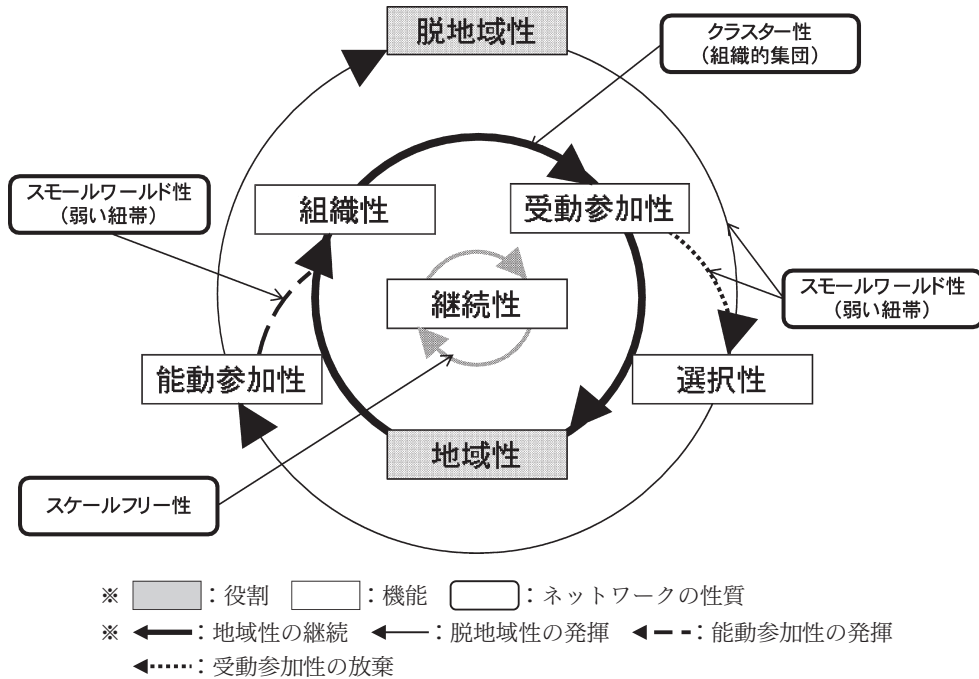 脱地域性
クラスター性
(組織的集団)
スモールワールド性
(弱い紐帯)
組織性
受動参加性
継続性
スモールワールド性
(弱い紐帯)
能動参加性
選択性
地域性
スケールフリー性
※ :役割 :機能 :ネットワークの性質
※ :地域性の継続 :脱地域性の発揮 :能動参加性の発揮
:受動参加性の放棄